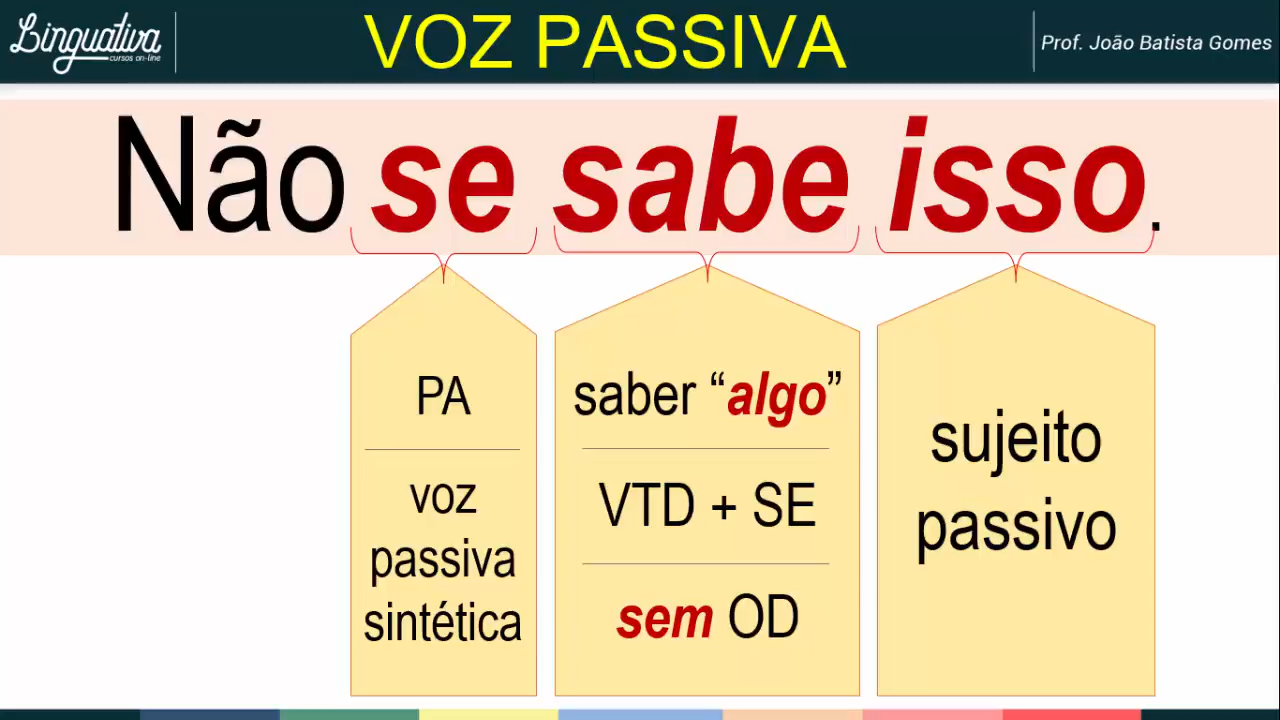 Linguativa
cursos on-line
VOZ PASSIVA
Prof. João Batista Gomes
Não se sabe isso.
PA
voz
passiva
sintética
saber “algo”
VTD + SE
sem OD
sujeito
passivo